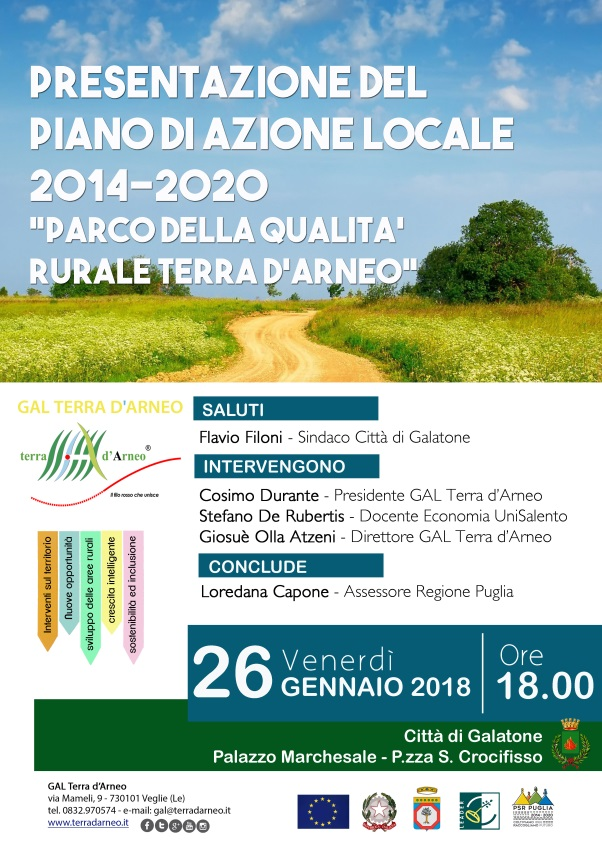 PRESENTAZIONE DEL
PIANO DI AZIONE LOCALE
2014-2020
"PARCO DELLA QUALITA'
RURALE TERRA D'ARNEO"
GAL TERRA D'ARNEO
terra d'Arneo®
il filo rosso che unisce
Interventi sul territorio
Nuove opportunità
sviluppo delle aree rurali
crescita intelligente
sostenibilità ed inclusione
SALUTI
Flavio Filoni - Sindaco Città di Galatone
INTERVENGONO
Cosimo Durante - Presidente GAL Terra d'Arneo
Stefano De Rubertis - Docente Economia UniSalento
Giosuè Olla Atzeni - Direttore GAL Terra d'Arneo
CONCLUDE
Loredana Capone - Assessore Regione Puglia
26 Venerdì
GENNAIO 2018
Ore
18.00
Città di Galatone
Palazzo Marchesale - P.zza S. Crocifisso
GAL Terra d'Arneo
via Mameli, 9 - 730101 Veglie (Le)
tel. 0832.970574 - e-mail: gal@terradarneo.it
www.terradarneo.it
LEADER
PSR PUGLIA
2014-2020